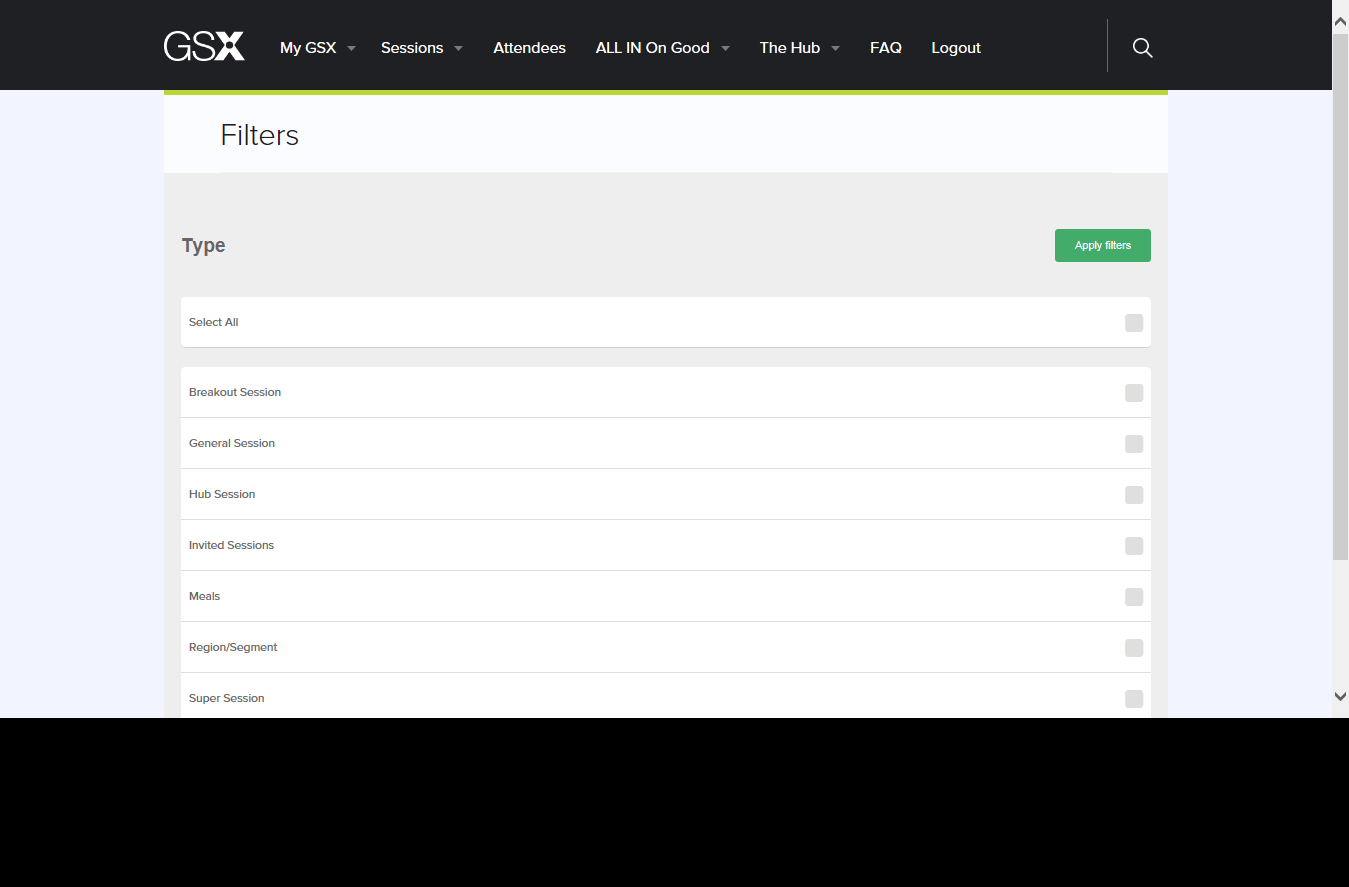 GSX My GSX Sessions Attendees ALL IN On Good The Hub FAQ Logout
Filters
Type Apply filters
Select All
Breakout Session
General Session
Hub Session
Invited Sessions
Meals
Region/Segment
Super Session